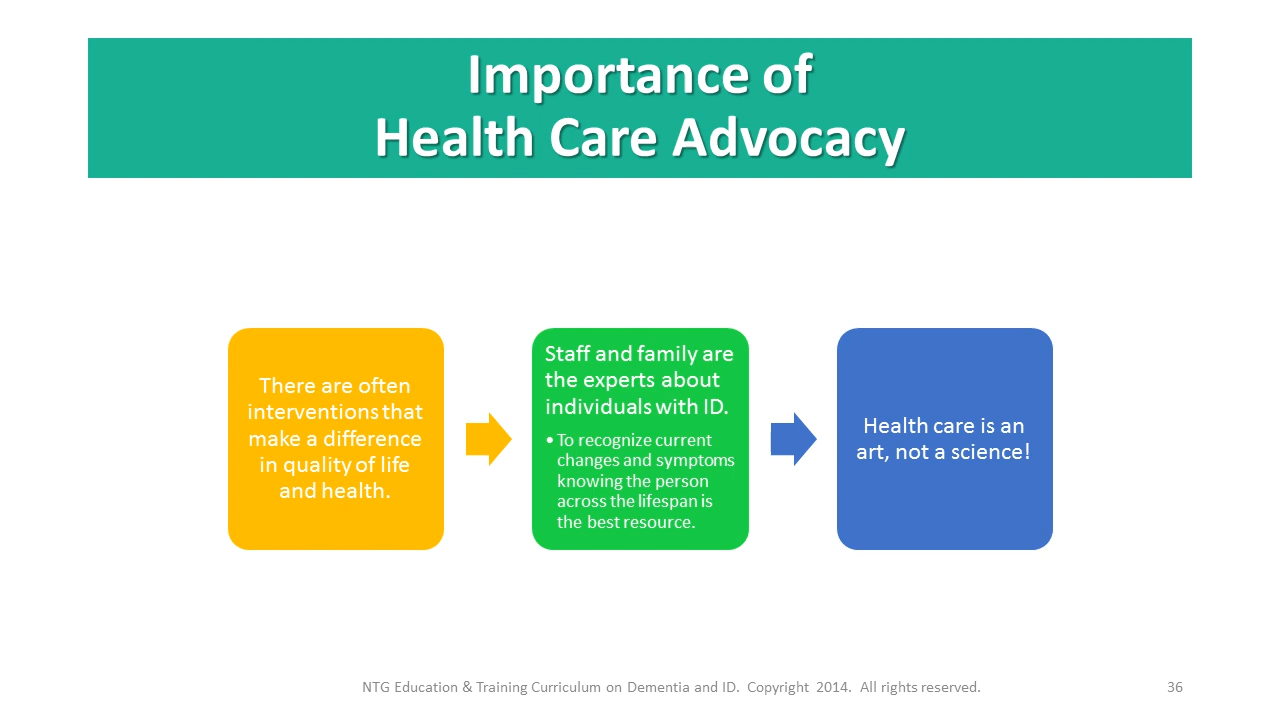 Importance of
Health Care Advocacy
There are often
interventions that
make a difference
in quality of life
and health.
Staff and family are
the experts about
individuals with ID.
• To recognize current
changes and symptoms
knowing the person
across the lifespan is
the best resource.
Health care is an
art, not a science!
NTG Education & Training Curriculum on Dementia and ID.  Copyright 2014.  All rights reserved.
36